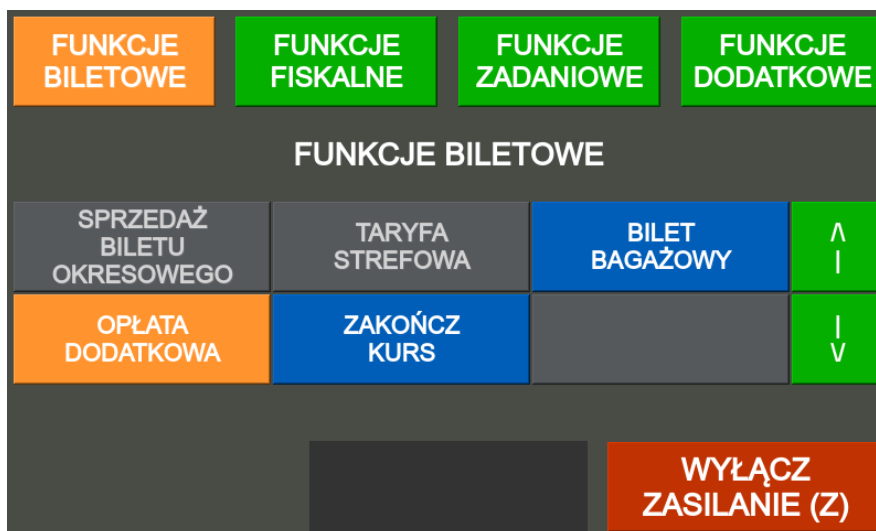 FUNKCJE
BILETOWE
FUNKCJE
FISKALNE
FUNKCJE
ZADANIOWE
FUNKCJE
DODATKOWE
FUNKCJE BILETOWE
SPRZEDAŻ
BILETU
OKRESOWEGO
TARYFA
STREFOWA
BILET
BAGAŻOWY
OPŁATA
DODATKOWA
ZAKOŃCZ
KURS
WYŁĄCZ
ZASILANIE (Z)